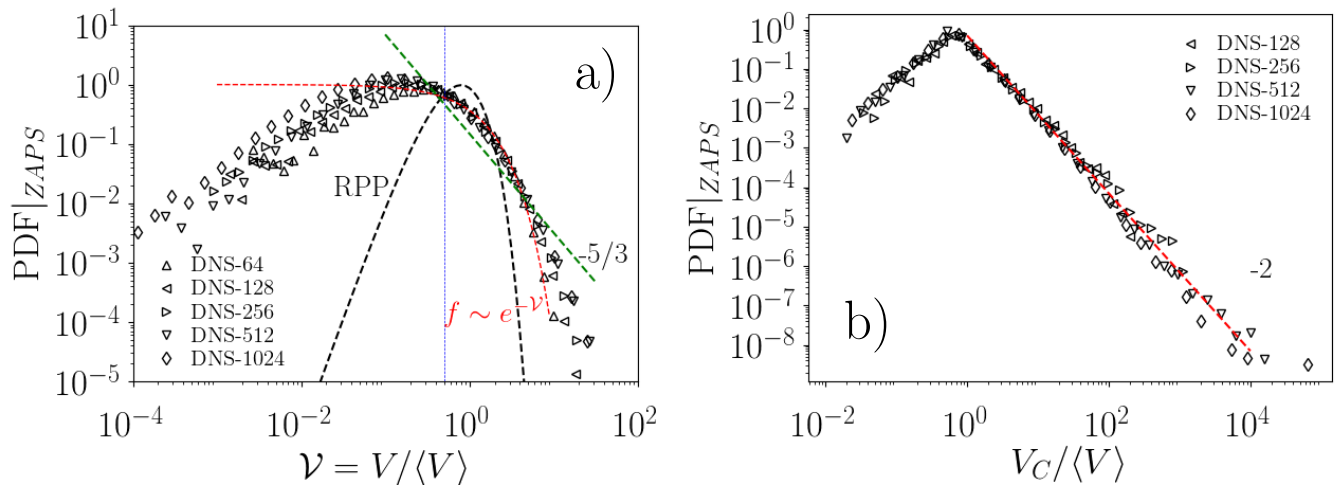 a)
10^1
10^0
10^-1
10^-2
10^-3
10^-4
10^-5
PDF|_ZAPS
RPP
-5/3
f ∼ e^-𝒱
DNS-64
DNS-128
DNS-256
DNS-512
DNS-1024
10^-4
10^-2
10^0
10^2
𝒱 = V/⟨V⟩
b)
10^0
10^-1
10^-2
10^-3
10^-4
10^-5
10^-6
10^-7
10^-8
PDF|_ZAPS
DNS-128
DNS-256
DNS-512
DNS-1024
-2
10^-2
10^0
10^2
10^4
V_C/⟨V⟩